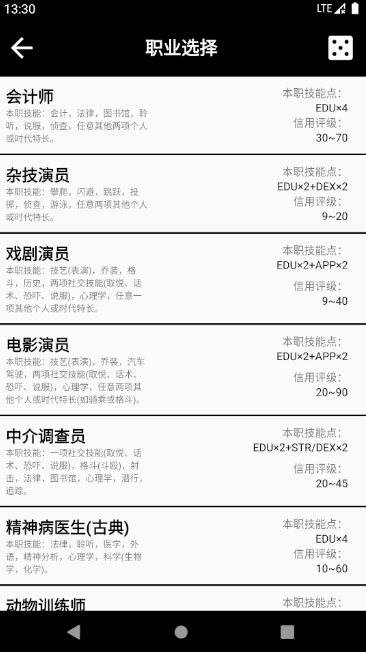 13:30 LTE
职业选择
会计师
本职技能：会计，法律，图书馆，聆
听，说服，侦查，任意其他两项个人
或时代特长。
本职技能点：
EDU×4
信用评级：
30~70
杂技演员
本职技能：攀爬，闪避，跳跃，投
掷，侦查，游泳，任意两项其他个人
或时代特长。
本职技能点：
EDU×2+DEX×2
信用评级：
9~20
戏剧演员
本职技能：技艺(表演)，乔装，格
斗，历史，两项社交技能(取悦、话
术、恐吓、说服)，心理学，任意一
项其他个人或时代特长。
本职技能点：
EDU×2+APP×2
信用评级：
9~40
电影演员
本职技能：技艺(表演)，乔装，汽车
驾驶，两项社交技能(取悦、话术、
恐吓、说服)，心理学，任意两项其
他个人或时代特长(如骑乘或格斗)。
本职技能点：
EDU×2+APP×2
信用评级：
20~90
中介调查员
本职技能：一项社交技能(取悦、话
术、恐吓、说服)，格斗(斗殴)，射
击，法律，图书馆，心理学，潜行，
追踪。
本职技能点：
EDU×2+STR/DEX×2
信用评级：
20~45
精神病医生(古典)
本职技能：法律，聆听，医学，外
语，精神分析，心理学，科学(生物
学，化学)。
本职技能点：
EDU×4
信用评级：
10~60
动物训练师
本职技能点：